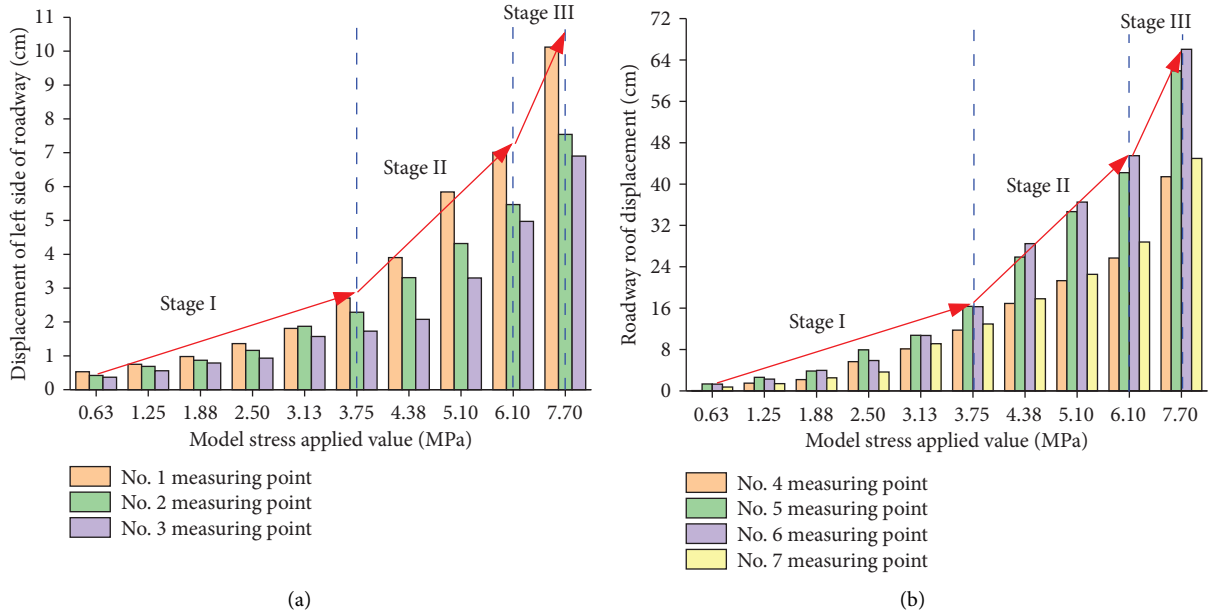 Displacement of left side of roadway (cm)
11
10
9
8
7
6
5
4
3
2
1
0
Stage I
Stage II
Stage III
0.63 1.25 1.88 2.50 3.13 3.75 4.38 5.10 6.10 7.70
Model stress applied value (MPa)
No. 1 measuring point
No. 2 measuring point
No. 3 measuring point
(a)
Roadway roof displacement (cm)
72
64
56
48
40
32
24
16
8
0
Stage I
Stage II
Stage III
0.63 1.25 1.88 2.50 3.13 3.75 4.38 5.10 6.10 7.70
Model stress applied value (MPa)
No. 4 measuring point
No. 5 measuring point
No. 6 measuring point
No. 7 measuring point
(b)